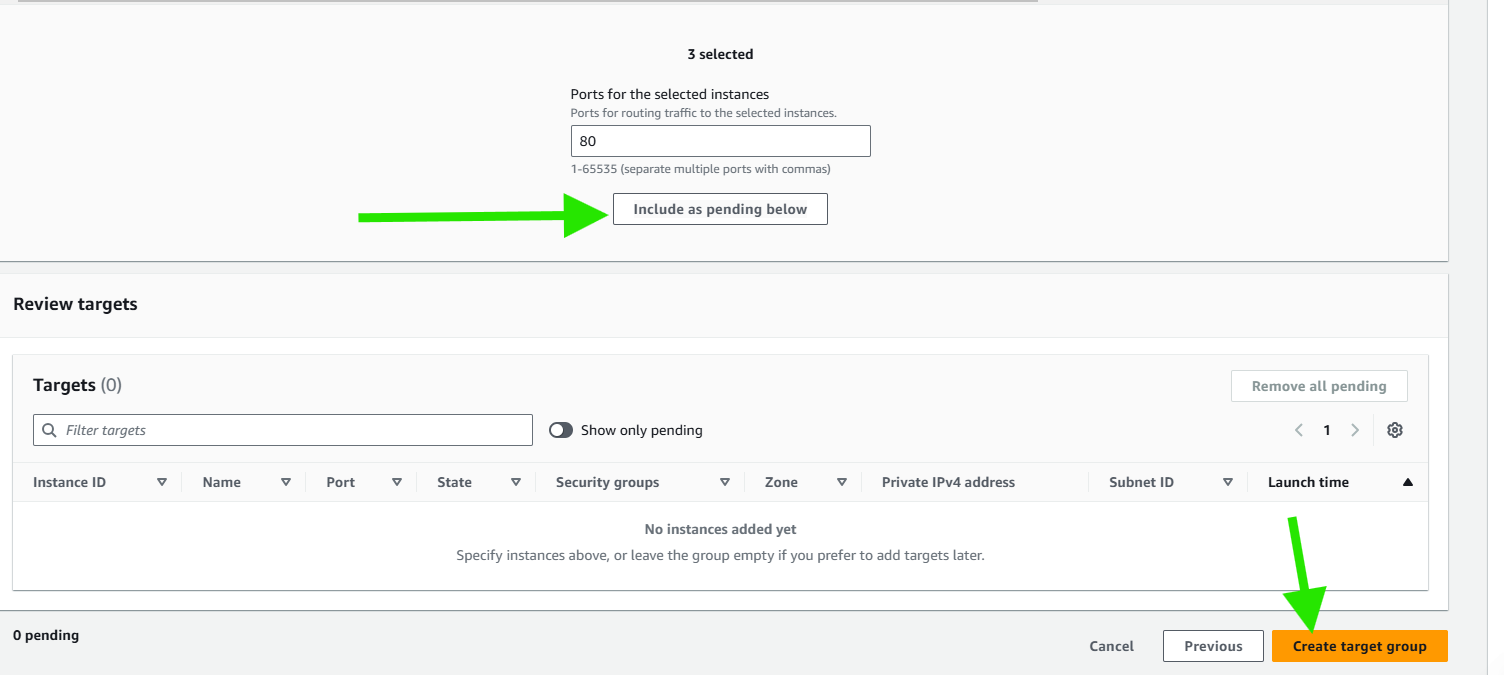 3 selected
Ports for the selected instances
Ports for routing traffic to the selected instances.
80
1-65535 (separate multiple ports with commas)
Include as pending below
Review targets
Targets (0)
Remove all pending
Filter targets
Show only pending
1
Instance ID Name Port State Security groups Zone Private IPv4 address Subnet ID Launch time
No instances added yet
Specify instances above, or leave the group empty if you prefer to add targets later.
0 pending
Cancel Previous Create target group